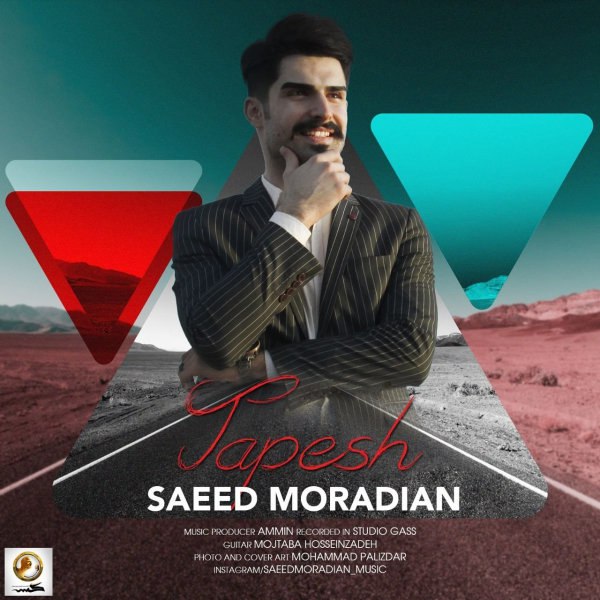 Tapesh
SAEED MORADIAN
MUSIC PRODUCER AMMIN RECORDED IN STUDIO GASS
GUITAR MOJTABA HOSSEINZADEH
PHOTO AND COVER ART MOHAMMAD PALIZDAR
INSTAGRAM/SAEEDMORADIAN_MUSIC